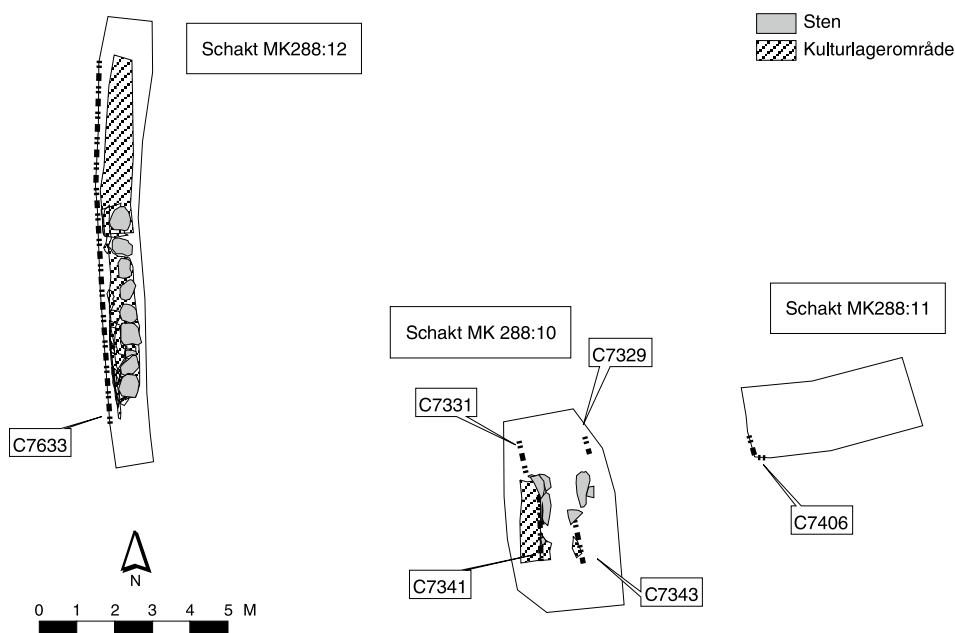 Schakt MK288:12
Sten
Kulturlagerområde
Schakt MK 288:10
Schakt MK288:11
C7329
C7331
C7633
C7406
C7341
C7343
N
0 1 2 3 4 5 M